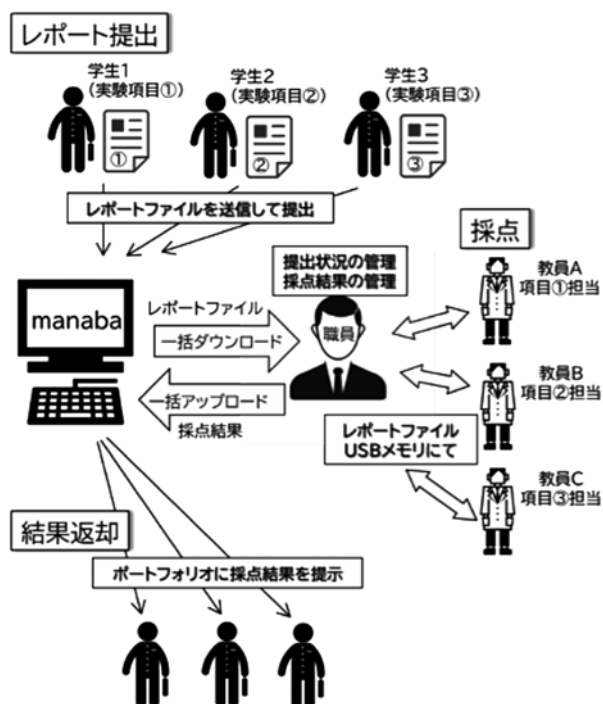 レポート提出
学生1
(実験項目①)
学生2
(実験項目②)
学生3
(実験項目③)
①
②
③
レポートファイルを送信して提出
採点
提出状況の管理
採点結果の管理
教員A
項目①担当
manaba
レポートファイル
一括ダウンロード
職員
教員B
項目②担当
一括アップロード
採点結果
レポートファイル
USBメモリにて
教員C
項目③担当
結果返却
ポートフォリオに採点結果を提示